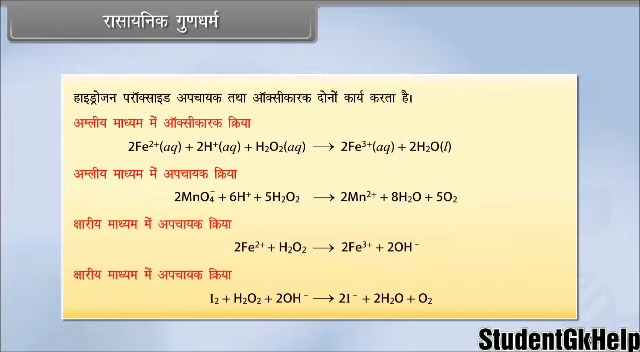 रासायनिक गुणधर्म
हाइड्रोजन परॉक्साइड अपचायक तथा ऑक्सीकारक दोनों कार्य करता है।
अम्लीय माध्यम में ऑक्सीकारक क्रिया
2Fe²⁺(aq) + 2H⁺(aq) + H₂O₂(aq) ⟶ 2Fe³⁺(aq) + 2H₂O(l)
अम्लीय माध्यम में अपचायक क्रिया
2MnO₄⁻ + 6H⁺ + 5H₂O₂ ⟶ 2Mn²⁺ + 8H₂O + 5O₂
क्षारीय माध्यम में अपचायक क्रिया
2Fe²⁺ + H₂O₂ ⟶ 2Fe³⁺ + 2OH⁻
क्षारीय माध्यम में अपचायक क्रिया
I₂ + H₂O₂ + 2OH⁻ ⟶ 2I⁻ + 2H₂O + O₂
StudentGkHelp